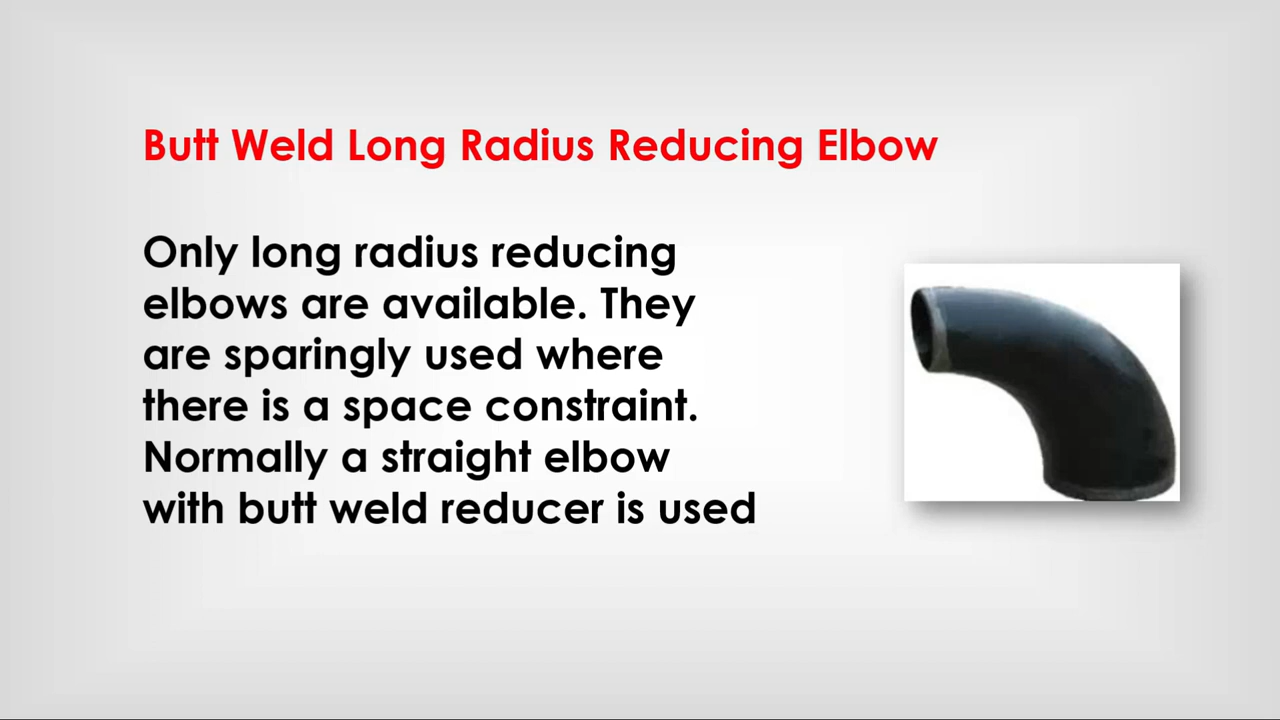 Butt Weld Long Radius Reducing Elbow
Only long radius reducing
elbows are available. They
are sparingly used where
there is a space constraint.
Normally a straight elbow
with butt weld reducer is used